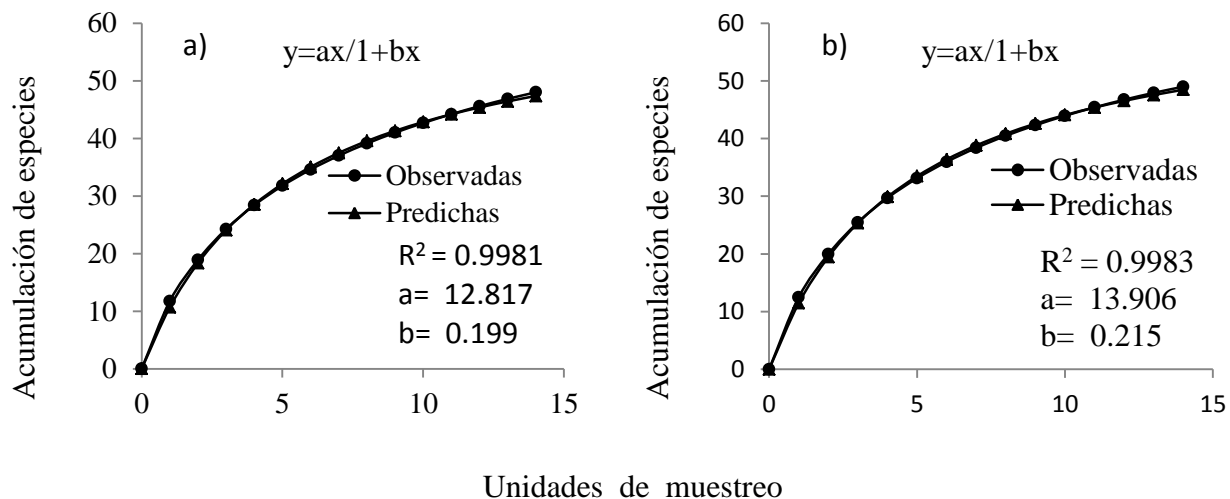 Acumulación de especies
60
50
40
30
20
10
0
a)
y=ax/1+bx
Observadas
Predichas
R² = 0.9981
a= 12.817
b= 0.199
0 5 10 15
Acumulación de especies
60
50
40
30
20
10
0
b)
y=ax/1+bx
Observadas
Predichas
R² = 0.9983
a= 13.906
b= 0.215
0 5 10 15
Unidades de muestreo